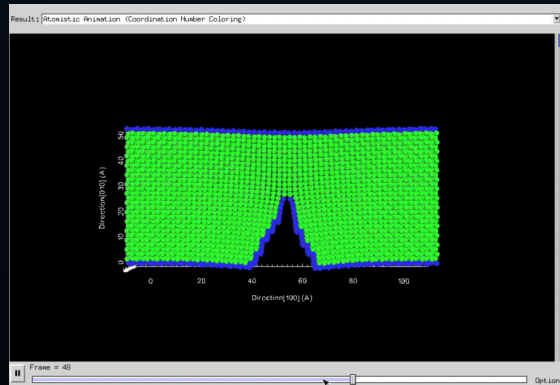 Result: Atomistic Animation (Coordination Number Coloring)
50
40
30
20
10
0
Direction[010](A)
0 20 40 60 80 100
Direction[100](A)
Frame = 48
Option